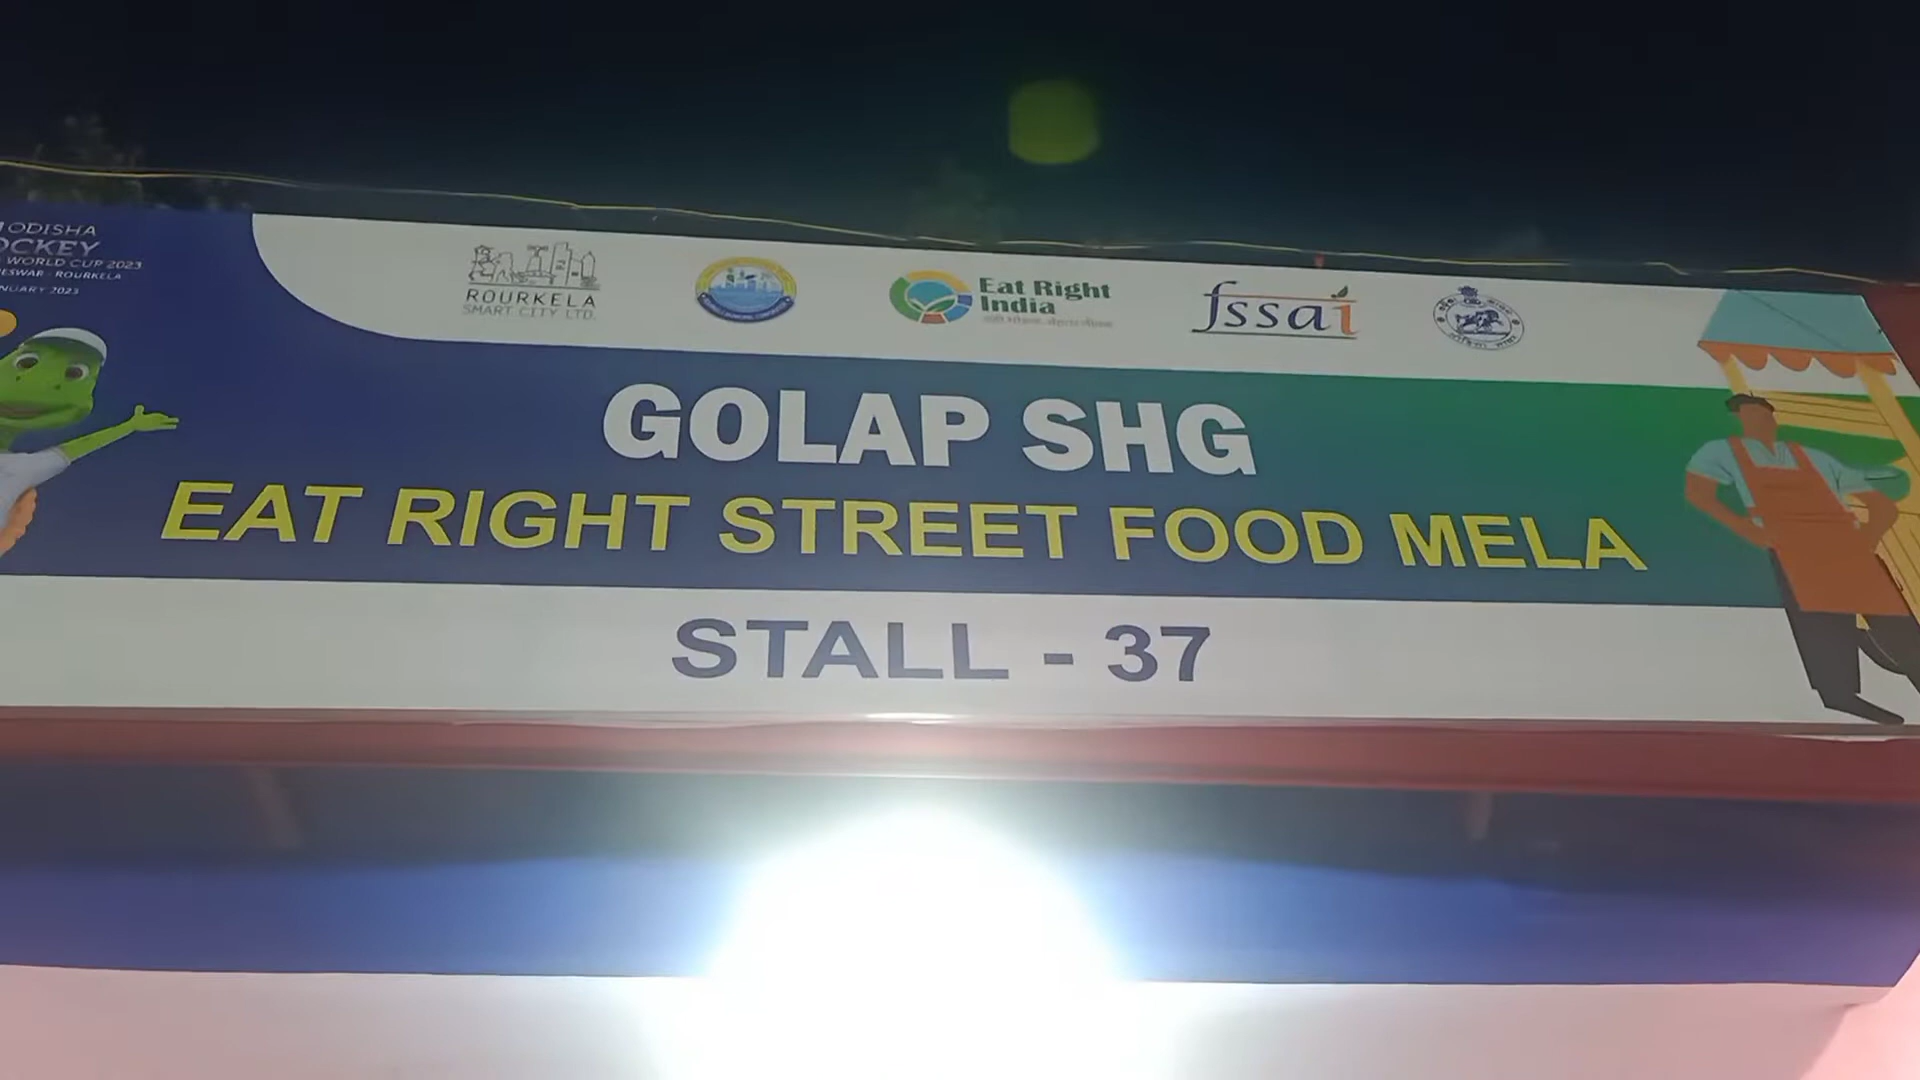 ODISHA
WORLD CUP 2023
ROURKELA
2023
ROURKELA
SMART CITY LTD.
Eat Right
India
fssai
GOLAP SHG
EAT RIGHT STREET FOOD MELA
STALL - 37